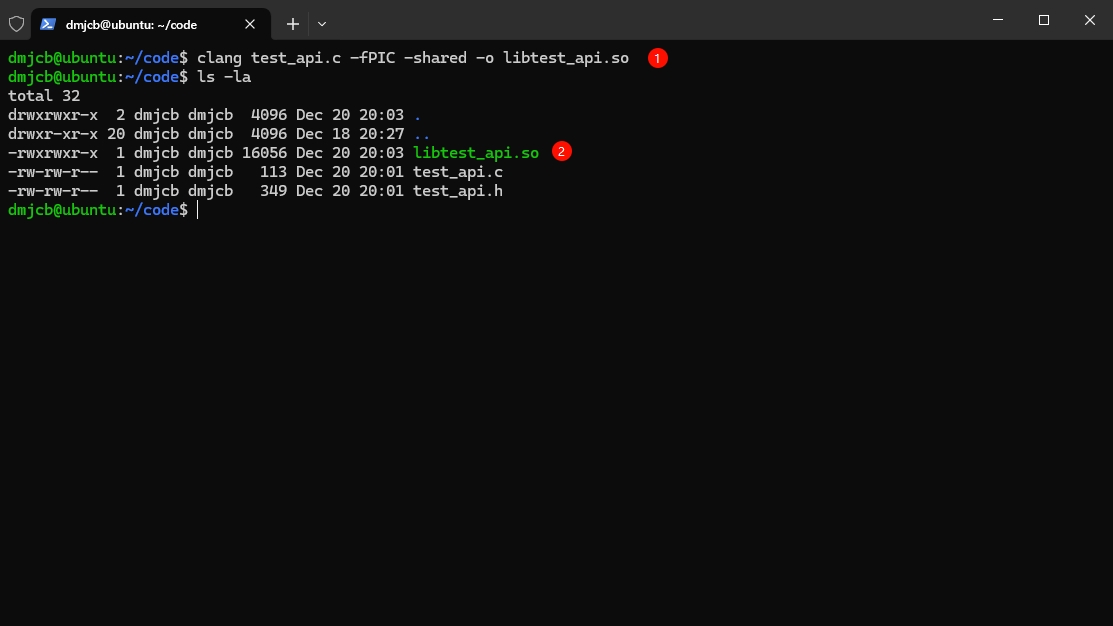 dmjcb@ubuntu: ~/code
dmjcb@ubuntu:~/code$ clang test_api.c -fPIC -shared -o libtest_api.so 1
dmjcb@ubuntu:~/code$ ls -la
total 32
drwxrwxr-x  2 dmjcb dmjcb  4096 Dec 20 20:03 .
drwxr-xr-x 20 dmjcb dmjcb  4096 Dec 18 20:27 ..
-rwxrwxr-x  1 dmjcb dmjcb 16056 Dec 20 20:03 libtest_api.so 2
-rw-rw-r--  1 dmjcb dmjcb   113 Dec 20 20:01 test_api.c
-rw-rw-r--  1 dmjcb dmjcb   349 Dec 20 20:01 test_api.h
dmjcb@ubuntu:~/code$